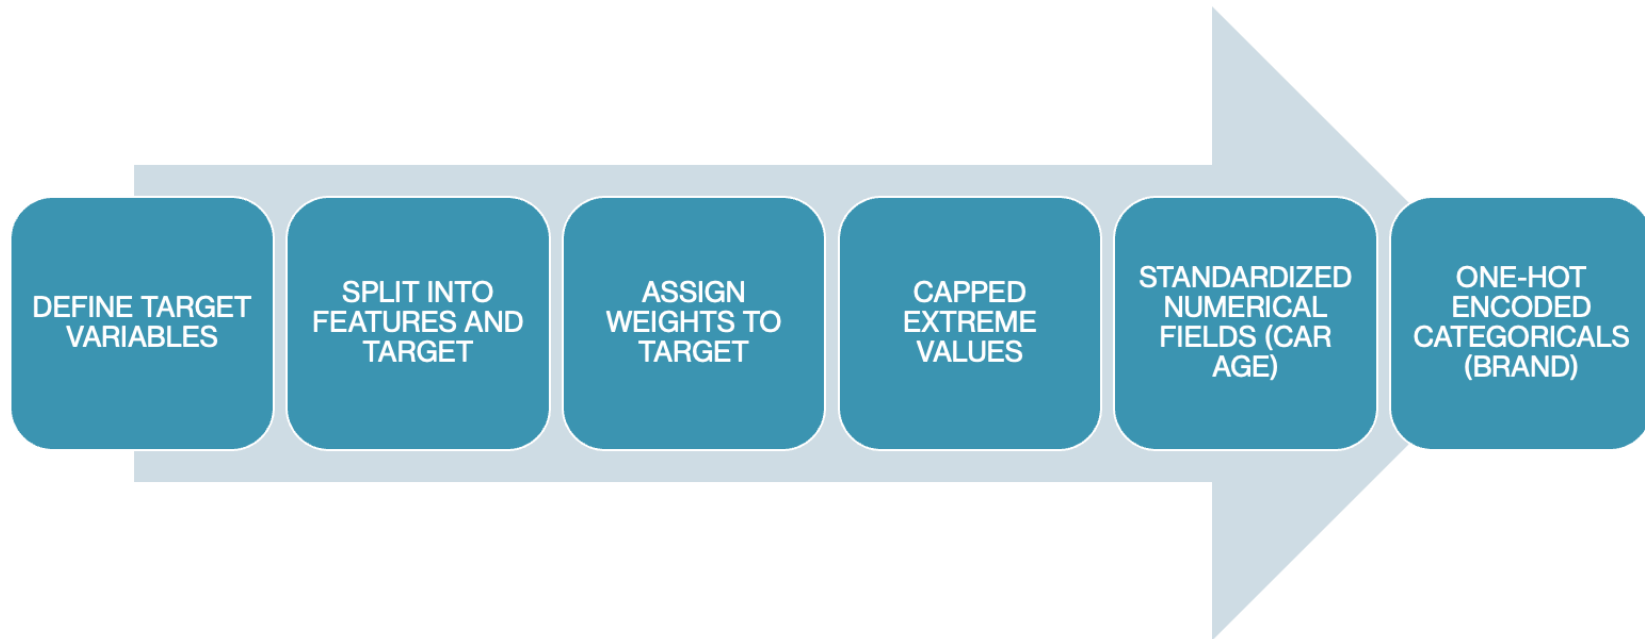 DEFINE TARGET
VARIABLES
SPLIT INTO
FEATURES AND
TARGET
ASSIGN
WEIGHTS TO
TARGET
CAPPED
EXTREME
VALUES
STANDARDIZED
NUMERICAL
FIELDS (CAR
AGE)
ONE-HOT
ENCODED
CATEGORICALS
(BRAND)